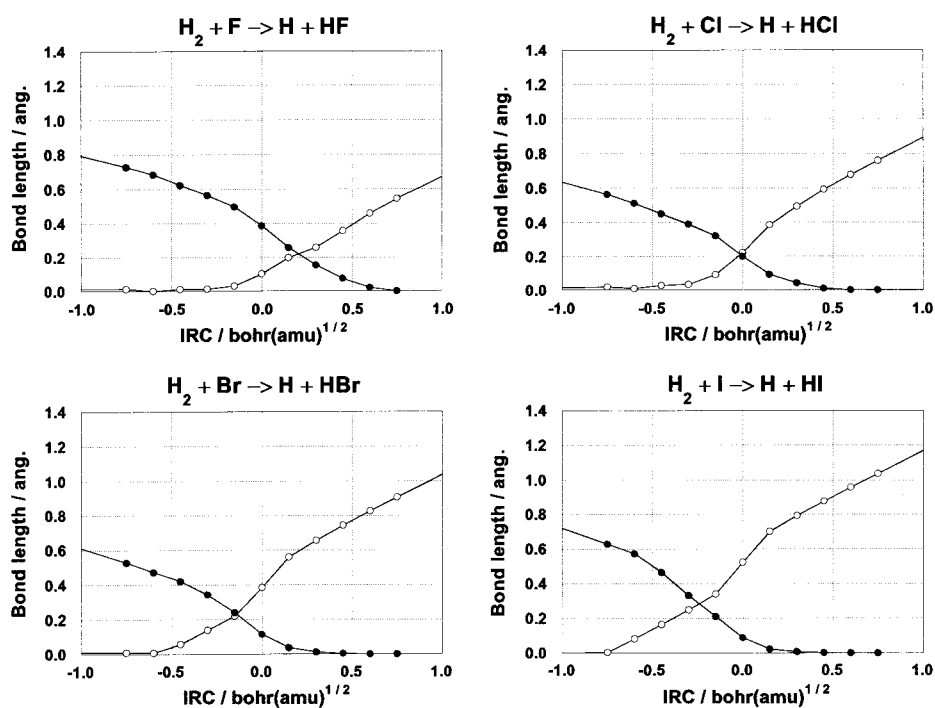 H₂ + F –> H + HF
Bond length / ang.
1.4
1.2
1.0
0.8
0.6
0.4
0.2
0.0
-1.0 -0.5 0.0 0.5 1.0
IRC / bohr(amu)^1/2
H₂ + Cl –> H + HCl
Bond length / ang.
1.4
1.2
1.0
0.8
0.6
0.4
0.2
0.0
-1.0 -0.5 0.0 0.5 1.0
IRC / bohr(amu)^1/2
H₂ + Br –> H + HBr
Bond length / ang.
1.4
1.2
1.0
0.8
0.6
0.4
0.2
0.0
-1.0 -0.5 0.0 0.5 1.0
IRC / bohr(amu)^1/2
H₂ + I –> H + HI
Bond length / ang.
1.4
1.2
1.0
0.8
0.6
0.4
0.2
0.0
-1.0 -0.5 0.0 0.5 1.0
IRC / bohr(amu)^1/2